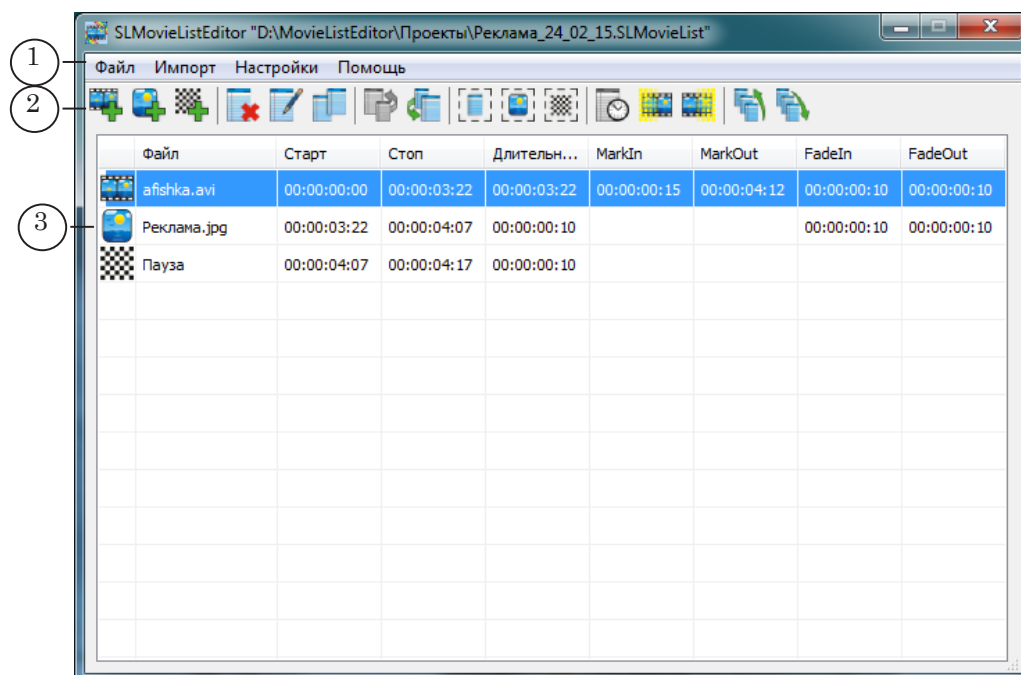 SLMovieListEditor "D:\MovieListEditor\Проекты\Реклама_24_02_15.SLMovieList"
1
Файл Импорт Настройки Помощь
2
Файл Старт Стоп Длительн... MarkIn MarkOut FadeIn FadeOut
afishka.avi 00:00:00:00 00:00:03:22 00:00:03:22 00:00:00:15 00:00:04:12 00:00:00:10 00:00:00:10
3
Реклама.jpg 00:00:03:22 00:00:04:07 00:00:00:10 00:00:00:10 00:00:00:10
Пауза 00:00:04:07 00:00:04:17 00:00:00:10